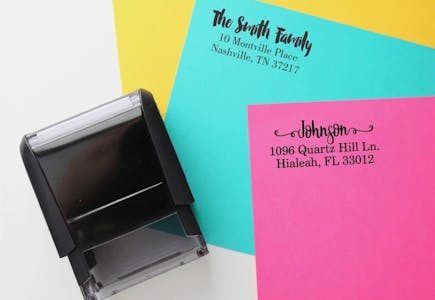 The Smith Family
10 Montville Place
Nashville, TN 37217
Johnson
1096 Quartz Hill Ln.
Hialeah, FL 33012